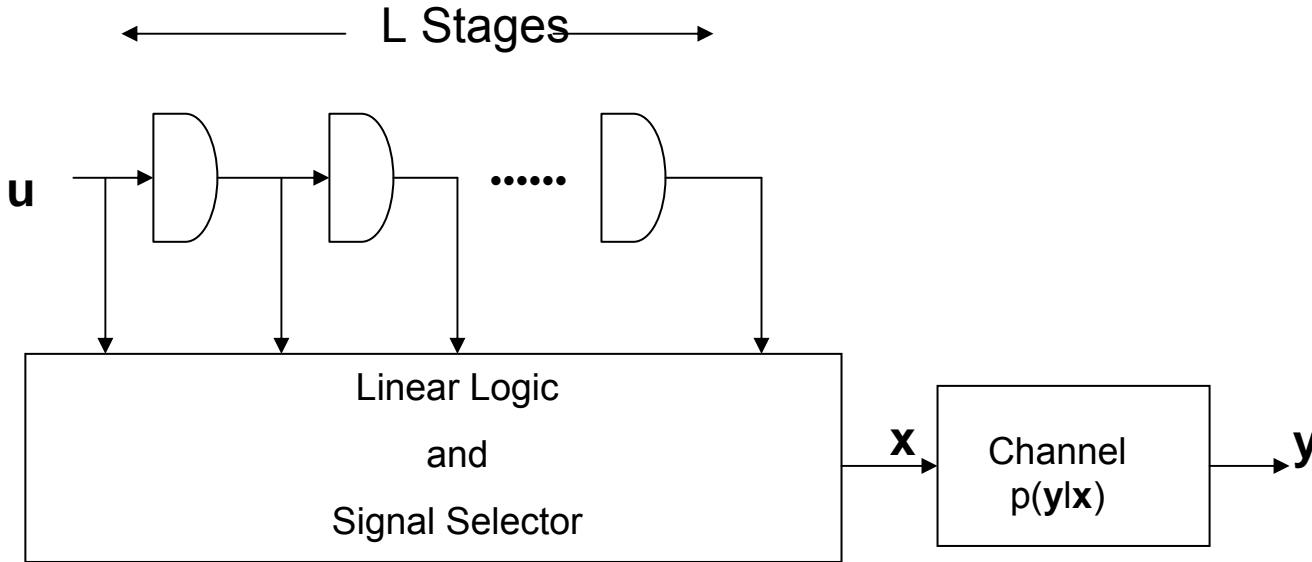 L Stages
u
Linear Logic
and
Signal Selector
x
Channel
p(y|x)
y